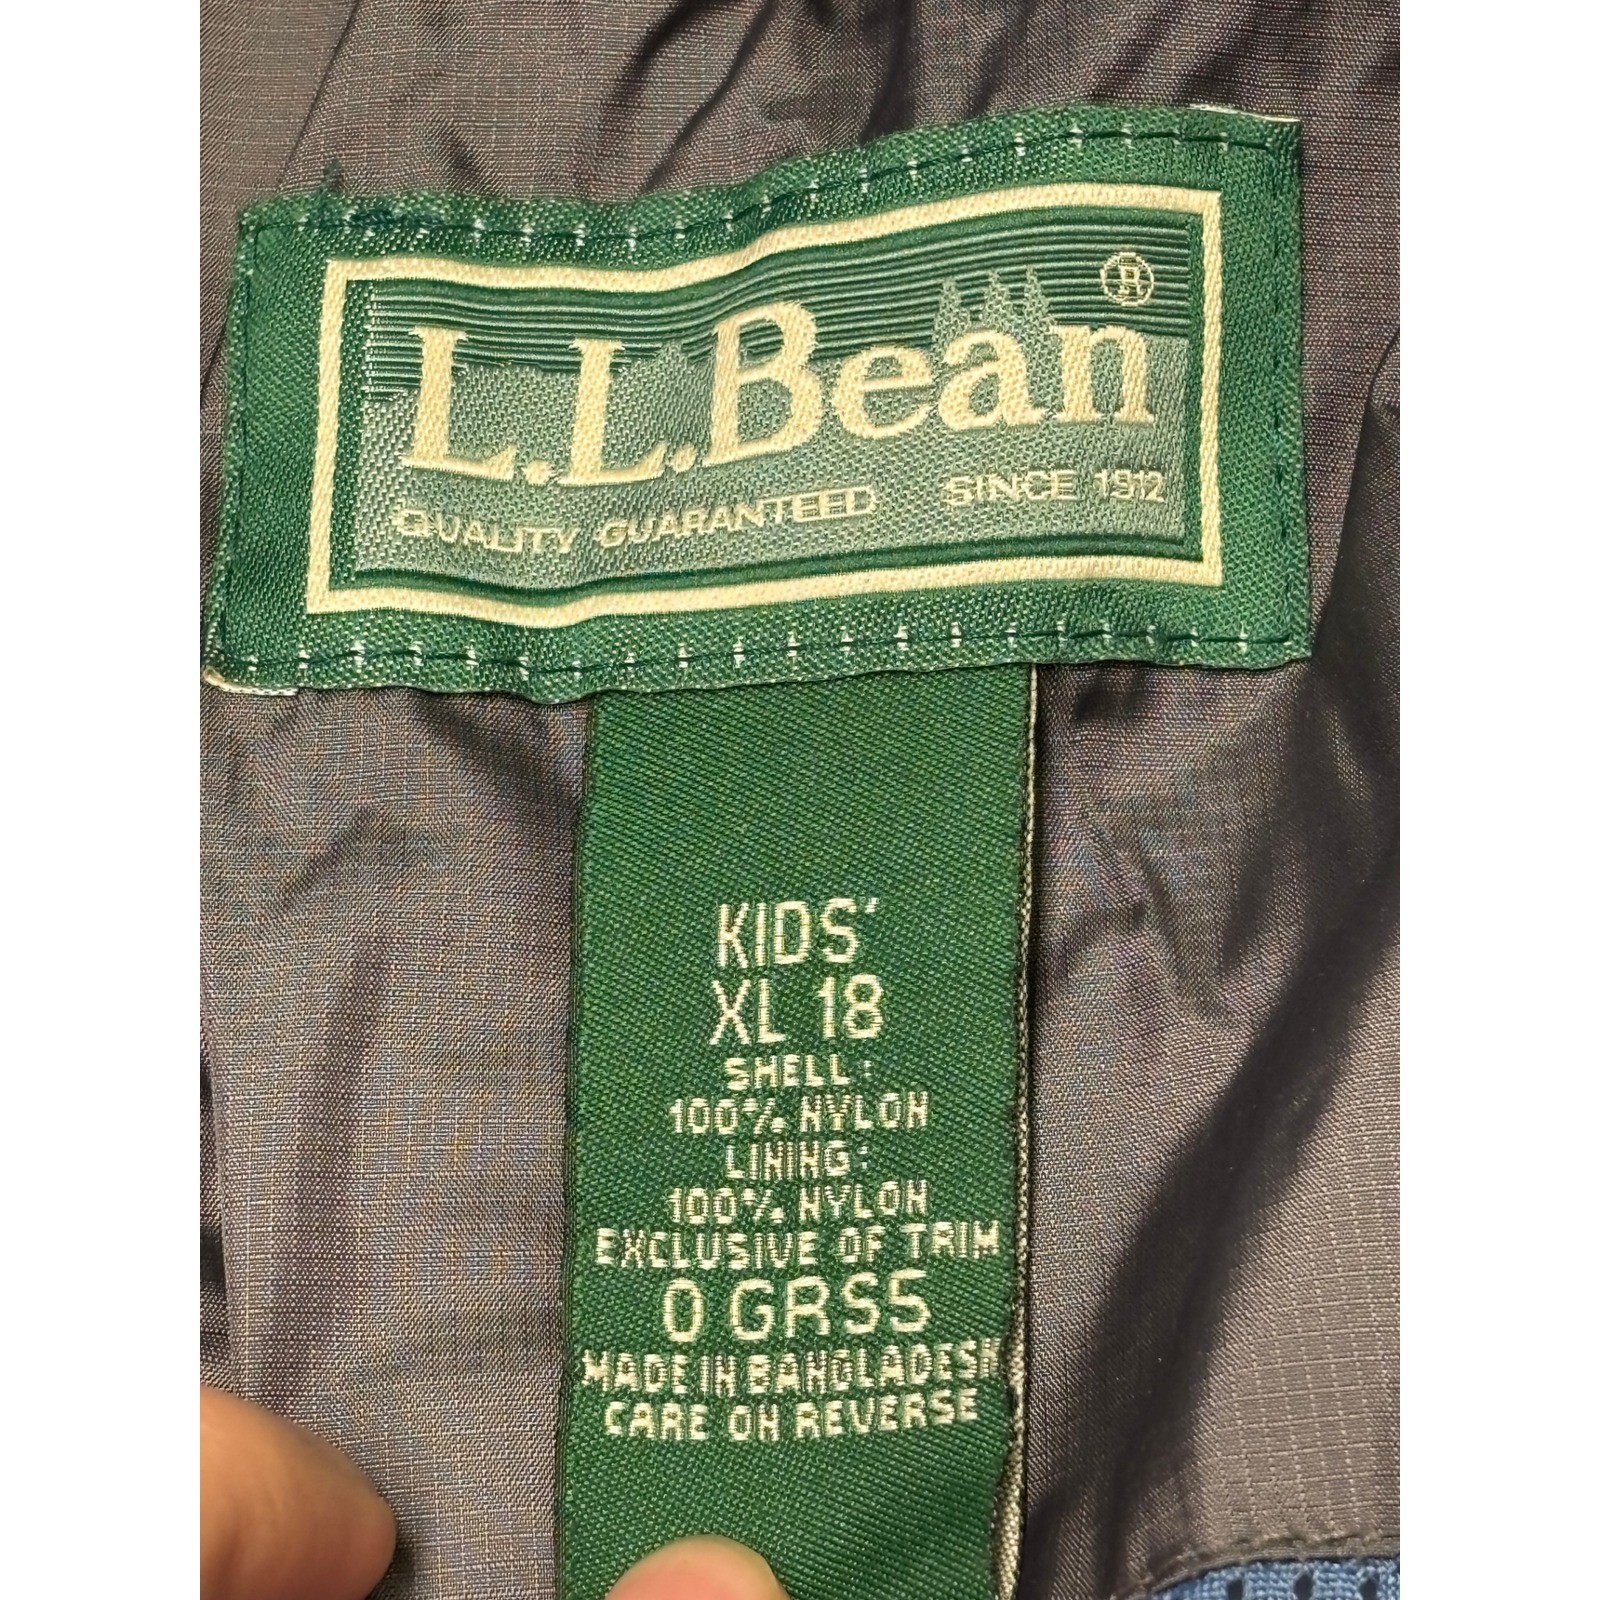 L.L.Bean®
QUALITY GUARANTEED SINCE 1912
KIDS'
XL 18
SHELL:
100% NYLON
LINING:
100% NYLON
EXCLUSIVE OF TRIM
0 GRS5
MADE IN BANGLADESH
CARE ON REVERSE